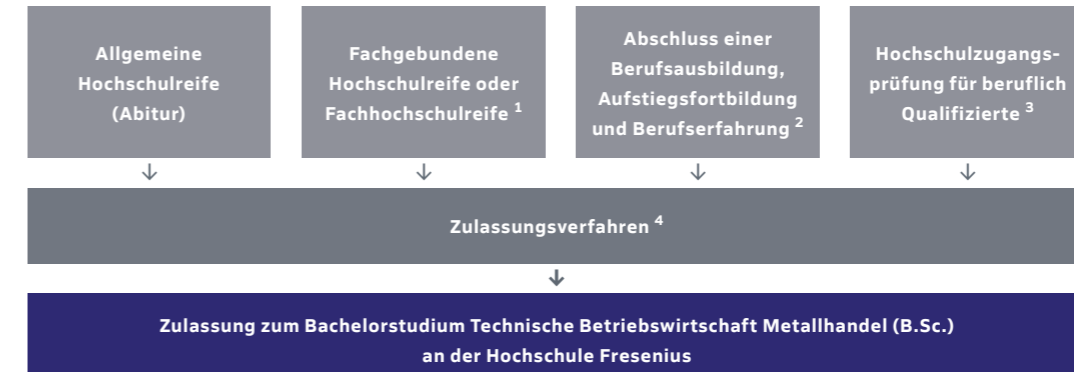 Allgemeine
Hochschulreife
(Abitur)
Fachgebundene
Hochschulreife oder
Fachhochschulreife ¹
Abschluss einer
Berufsausbildung,
Aufstiegsfortbildung
und Berufserfahrung ²
Hochschulzugangs-
prüfung für beruflich
Qualifizierte ³
Zulassungsverfahren ⁴
Zulassung zum Bachelorstudium Technische Betriebswirtschaft Metallhandel (B.Sc.)
an der Hochschule Fresenius